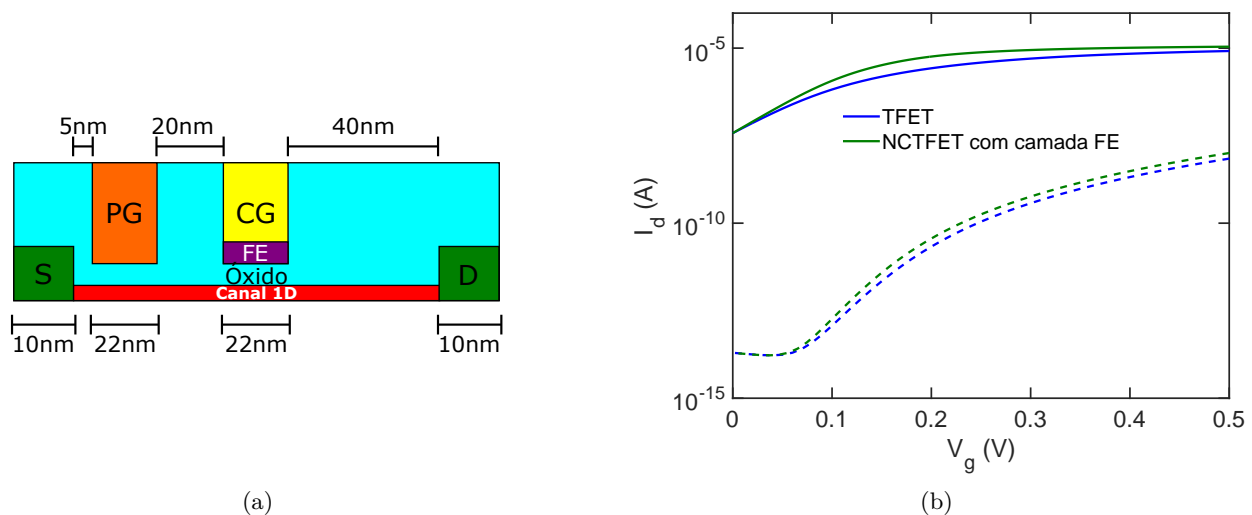 5nm 20nm 40nm
PG CG
FE
S Óxido D
Canal 1D
10nm 22nm 22nm 10nm
(a)
10^-5
TFET
NCTFET com camada FE
I_d (A)
10^-10
10^-15
0 0.1 0.2 0.3 0.4 0.5
V_g (V)
(b)